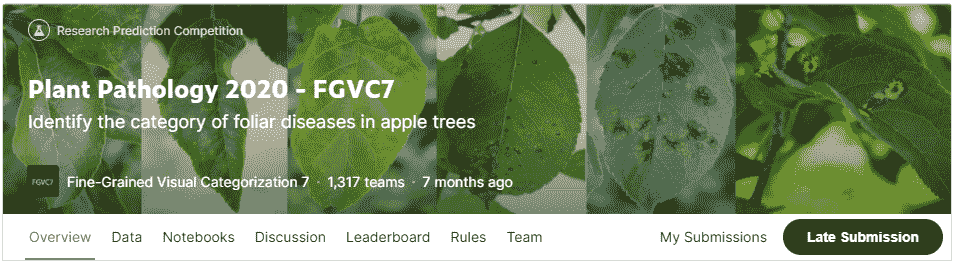 Research Prediction Competition
Plant Pathology 2020 - FGVC7
Identify the category of foliar diseases in apple trees
FGVC7 Fine-Grained Visual Categorization 7 · 1,317 teams · 7 months ago
Overview Data Notebooks Discussion Leaderboard Rules Team My Submissions Late Submission